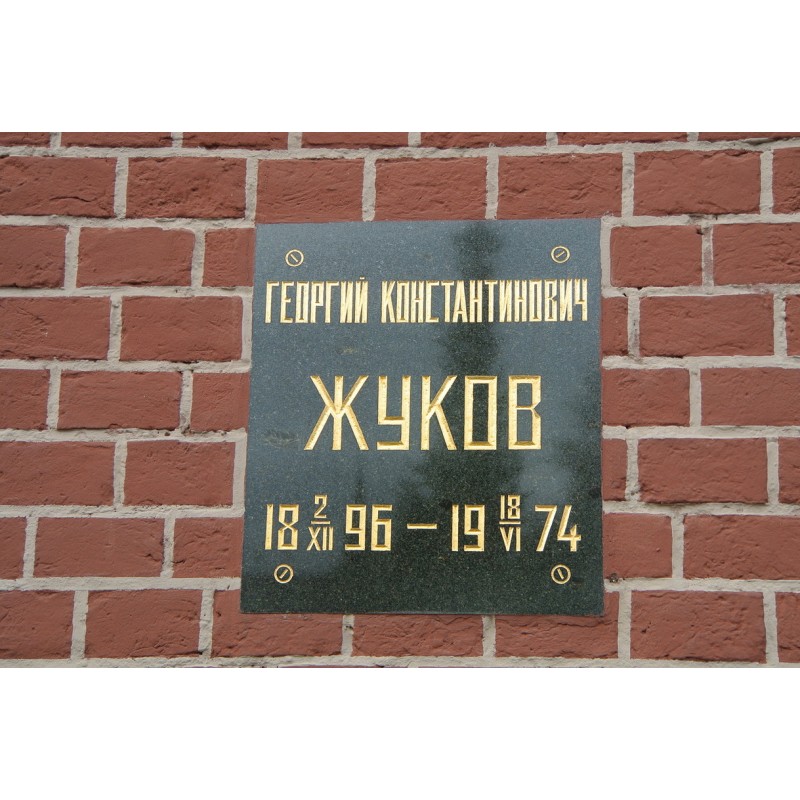 ГЕОРГИЙ КОНСТАНТИНОВИЧ
ЖУКОВ
18 2/XII 96 — 19 18/VI 74